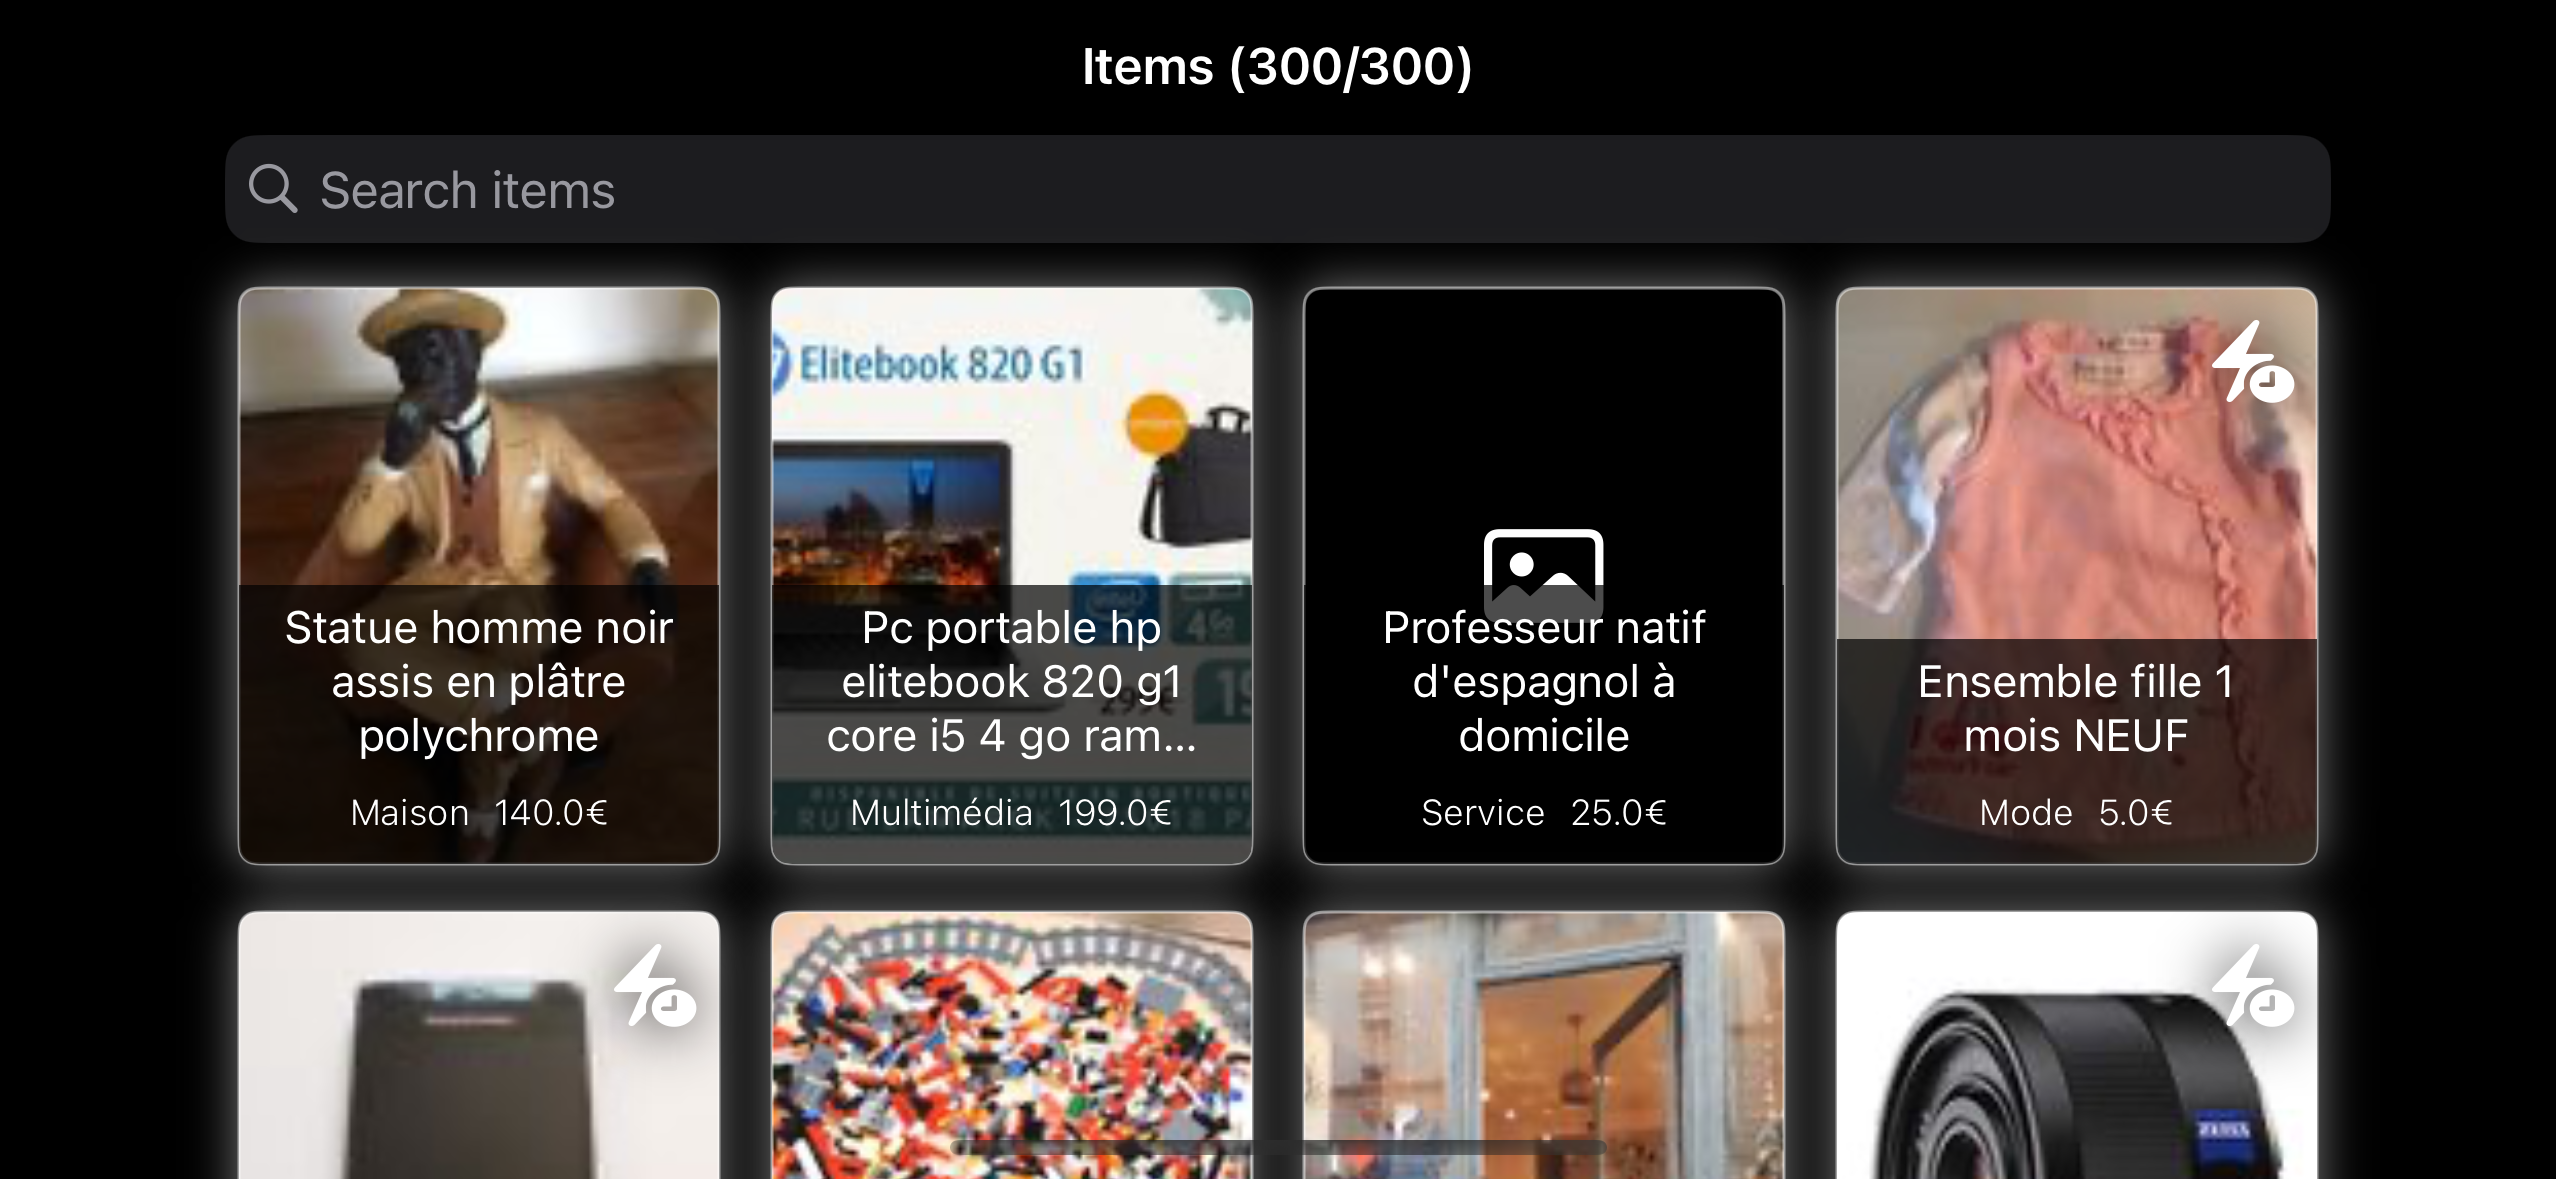 Items (300/300)
Search items
Elitebook 820 G1
Statue homme noir
assis en plâtre
polychrome
Maison 140.0€
Pc portable hp
elitebook 820 g1
core i5 4 go ram...
299€
Multimédia 199.0€
Professeur natif
d'espagnol à
domicile
Service 25.0€
Ensemble fille 1
mois NEUF
Mode 5.0€
ZEISS